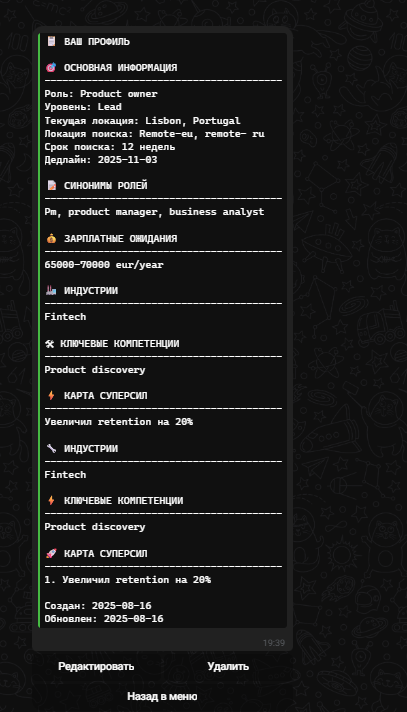 📋 ВАШ ПРОФИЛЬ
🎯 ОСНОВНАЯ ИНФОРМАЦИЯ
----------------------------------------
Роль: Product owner
Уровень: Lead
Текущая локация: Lisbon, Portugal
Локация поиска: Remote-eu, remote- ru
Срок поиска: 12 недель
Дедлайн: 2025-11-03
📝 СИНОНИМЫ РОЛЕЙ
----------------------------------------
Pm, product manager, business analyst
💰 ЗАРПЛАТНЫЕ ОЖИДАНИЯ
----------------------------------------
65000-70000 eur/year
🏭 ИНДУСТРИИ
----------------------------------------
Fintech
🛠 КЛЮЧЕВЫЕ КОМПЕТЕНЦИИ
----------------------------------------
Product discovery
⚡ КАРТА СУПЕРСИЛ
----------------------------------------
Увеличил retention на 20%
🔧 ИНДУСТРИИ
----------------------------------------
Fintech
⚡ КЛЮЧЕВЫЕ КОМПЕТЕНЦИИ
----------------------------------------
Product discovery
🚀 КАРТА СУПЕРСИЛ
----------------------------------------
1. Увеличил retention на 20%
Создан: 2025-08-16
Обновлен: 2025-08-16
19:39
Редактировать Удалить
Назад в меню